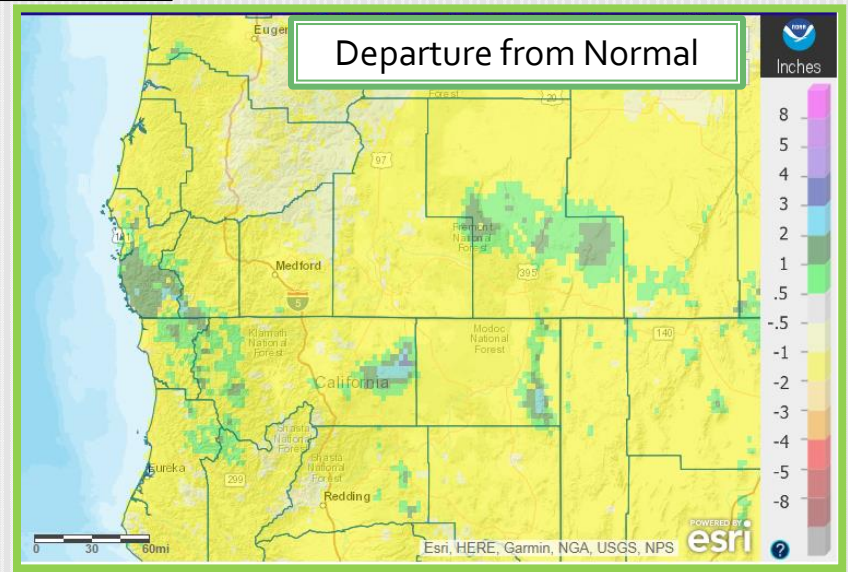 Departure from Normal
NOAA
Inches
Eugen
Forest
20
97
Fremont
National
Forest
395
Medford
5
Klamath
National
Forest
Modoc
National
Forest
140
California
Shasta
National
Forest
Shasta
National
Forest
Eureka
299
Redding
8
5
4
3
2
1
.5
-.5
-1
-2
-3
-4
-5
-8
0 30 60mi
Esri, HERE, Garmin, NGA, USGS, NPS
POWERED BY
esri
?